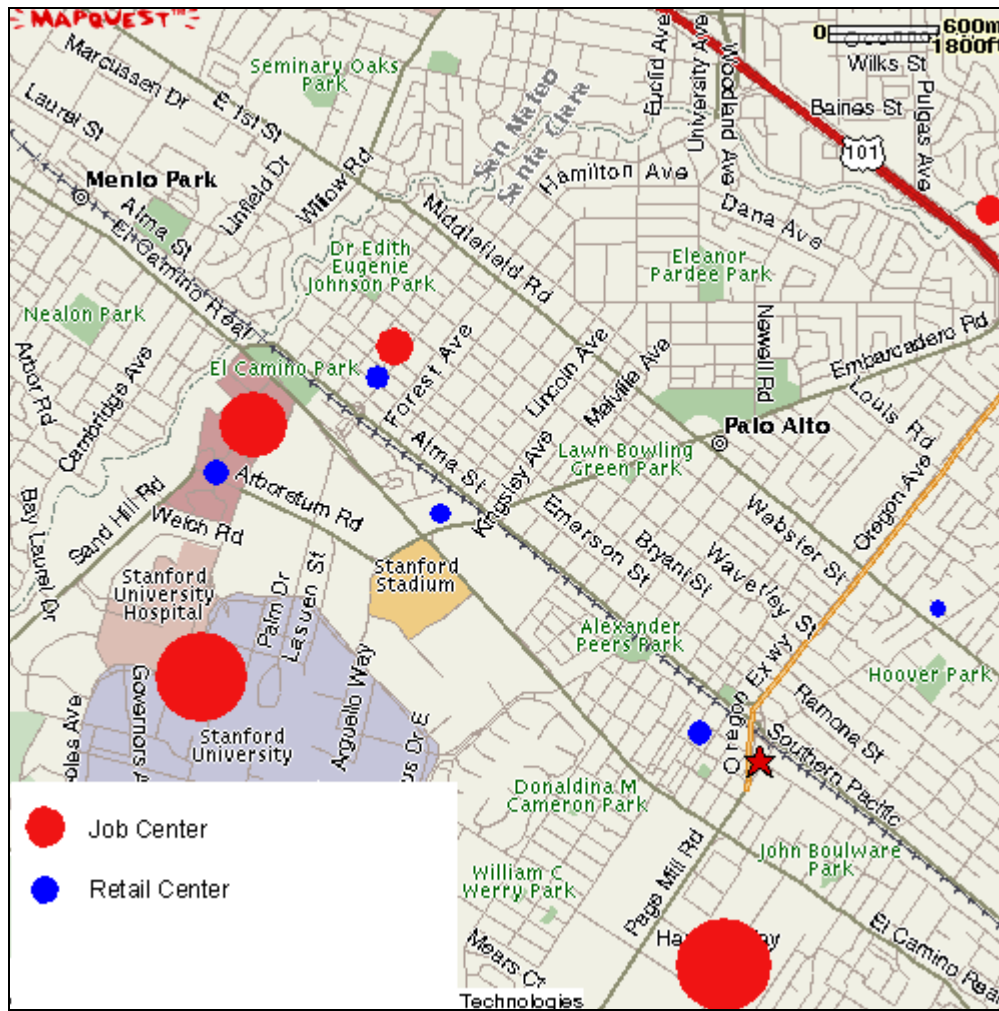 MAPQUEST
0
600m
1800ft
Wilks St
Marcussen Dr
Seminary Oaks
Park
Euclid Ave
University Ave
Woodland Ave
Baines St
Pulgas Ave
Laurel St
E 1st St
San Mateo
Santa Clara
101
Menlo Park
Linfield Dr
Willow Rd
Hamilton Ave
Alma St
Middlefield Rd
Dana Ave
El Camino Real
Dr Edith
Eugenie
Johnson Park
Eleanor
Pardee Park
Nealon Park
Newell Rd
Embarcadero Rd
Arbor Rd
Cambridge Ave
El Camino Park
Forest Ave
Lincoln Ave
Melville Ave
Louis Rd
Palo Alto
Alma St
Kingsley Ave
Lawn Bowling
Green Park
Oregon Ave
Bay Laurel Dr
Sand Hill Rd
Arboretum Rd
Welch Rd
Emerson St
Bryant St
Waverley St
Webster St
Stanford
University
Hospital
Palm Dr
Lasuen St
Stanford
Stadium
Alexander
Peers Park
Hoover Park
Governors A
Arguello Way
Stanford
University
Oregon Expwy
Ramona St
Southern Pacific
Donaldina M
Cameron Park
Job Center
Retail Center
William C
Werry Park
Page Mill Rd
John Boulware
Park
El Camino Real
Mears Ct
Technologies